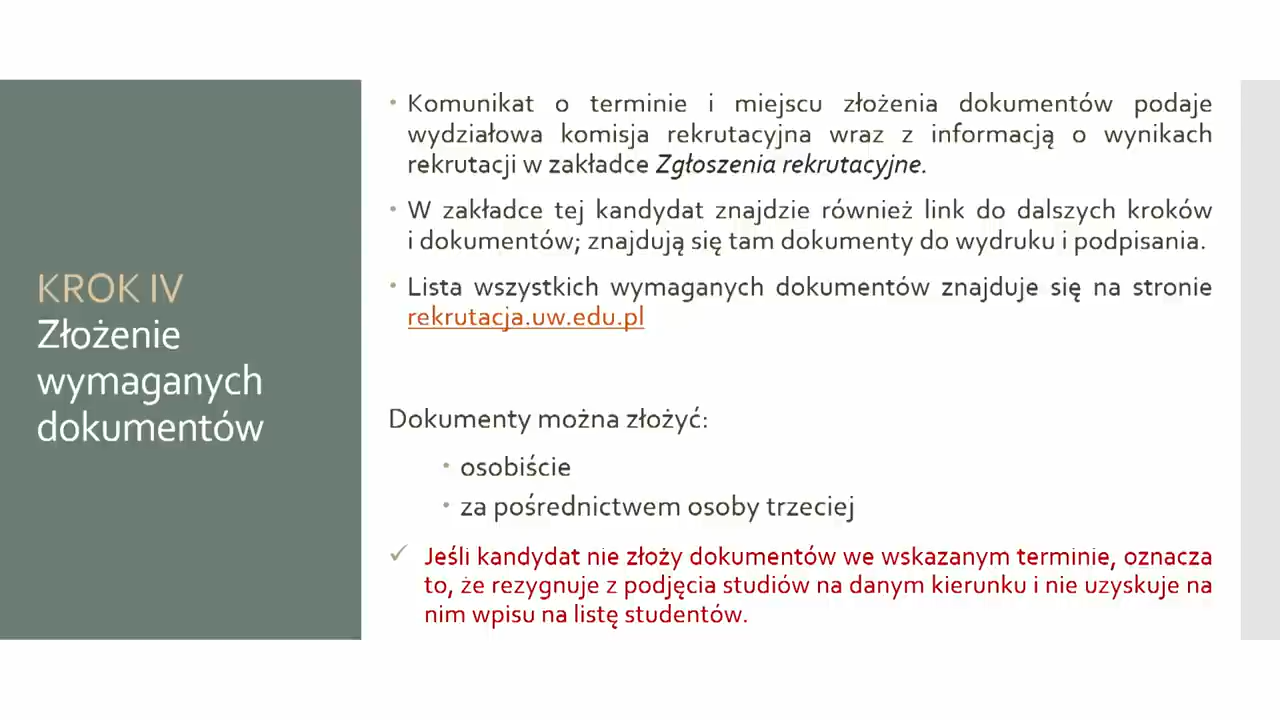 KROK IV
Złożenie
wymaganych
dokumentów
• Komunikat o terminie i miejscu złożenia dokumentów podaje
wydziałowa komisja rekrutacyjna wraz z informacją o wynikach
rekrutacji w zakładce Zgłoszenia rekrutacyjne.
• W zakładce tej kandydat znajdzie również link do dalszych kroków
i dokumentów; znajdują się tam dokumenty do wydruku i podpisania.
• Lista wszystkich wymaganych dokumentów znajduje się na stronie
rekrutacja.uw.edu.pl
Dokumenty można złożyć:
• osobiście
• za pośrednictwem osoby trzeciej
✓ Jeśli kandydat nie złoży dokumentów we wskazanym terminie, oznacza
to, że rezygnuje z podjęcia studiów na danym kierunku i nie uzyskuje na
nim wpisu na listę studentów.